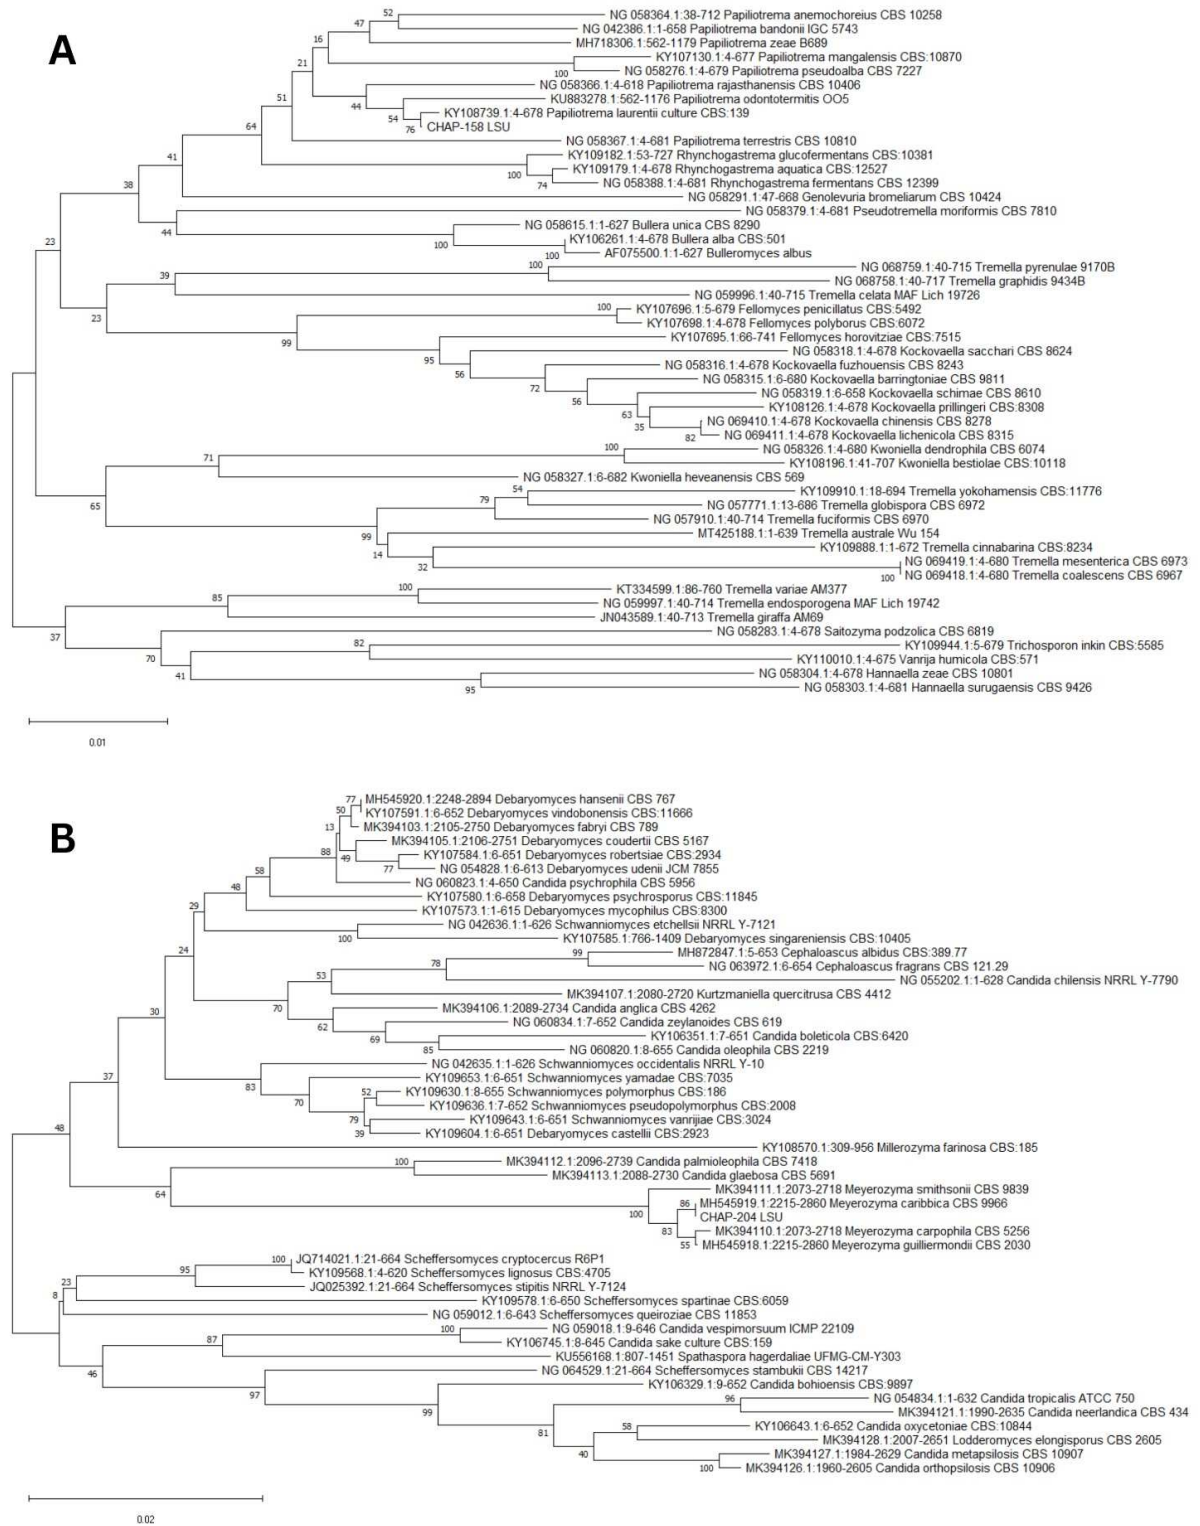 A
NG 058364.1:38-712 Papiliotrema anemochoreius CBS 10258
52
47
NG 042386.1:1-658 Papiliotrema bandonii IGC 5743
16
MH718306.1:562-1179 Papiliotrema zeae B689
KY107130.1:4-677 Papiliotrema mangalensis CBS:10870
21
100
NG 058276.1:4-679 Papiliotrema pseudoalba CBS 7227
NG 058366.1:4-618 Papiliotrema rajasthanensis CBS 10406
51
44
KU883278.1:562-1176 Papiliotrema odontotermitis OO5
54
KY108739.1:4-678 Papiliotrema laurentii culture CBS:139
76
CHAP-158 LSU
64
NG 058367.1:4-681 Papiliotrema terrestris CBS 10810
41
KY109182.1:53-727 Rhynchogastrema glucofermentans CBS:10381
100
KY109179.1:4-678 Rhynchogastrema aquatica CBS:12527
74
NG 058388.1:4-681 Rhynchogastrema fermentans CBS 12399
38
NG 058291.1:47-668 Genolevuria bromeliarum CBS 10424
NG 058379.1:4-681 Pseudotremella moriformis CBS 7810
44
NG 058615.1:1-627 Bullera unica CBS 8290
23
100
KY106261.1:4-678 Bullera alba CBS:501
100
AF075500.1:1-627 Bulleromyces albus
100
NG 068759.1:40-715 Tremella pyrenulae 9170B
39
NG 068758.1:40-717 Tremella graphidis 9434B
NG 059996.1:40-715 Tremella celata MAF Lich 19726
23
100
KY107696.1:5-679 Fellomyces penicillatus CBS:5492
KY107698.1:4-678 Fellomyces polyborus CBS:6072
99
KY107695.1:66-741 Fellomyces horovitziae CBS:7515
95
NG 058318.1:4-678 Kockovaella sacchari CBS 8624
56
NG 058316.1:4-678 Kockovaella fuzhouensis CBS 8243
72
NG 058315.1:6-680 Kockovaella barringtoniae CBS 9811
56
NG 058319.1:6-658 Kockovaella schimae CBS 8610
63
KY108126.1:4-678 Kockovaella prillingeri CBS:8308
35
NG 069410.1:4-678 Kockovaella chinensis CBS 8278
82
NG 069411.1:4-678 Kockovaella lichenicola CBS 8315
100
NG 058326.1:4-680 Kwoniella dendrophila CBS 6074
71
KY108196.1:41-707 Kwoniella bestiolae CBS:10118
NG 058327.1:6-682 Kwoniella heveanensis CBS 569
65
54
KY109910.1:18-694 Tremella yokohamensis CBS:11776
79
NG 057771.1:13-686 Tremella globispora CBS 6972
NG 057910.1:40-714 Tremella fuciformis CBS 6970
99
MT425188.1:1-639 Tremella australe Wu 154
14
KY109888.1:1-672 Tremella cinnabarina CBS:8234
32
NG 069419.1:4-680 Tremella mesenterica CBS 6973
100
NG 069418.1:4-680 Tremella coalescens CBS 6967
100
KT334599.1:86-760 Tremella variae AM377
85
NG 059997.1:40-714 Tremella endosporogena MAF Lich 19742
JN043589.1:40-713 Tremella giraffa AM69
37
NG 058283.1:4-678 Saitozyma podzolica CBS 6819
82
KY109944.1:5-679 Trichosporon inkin CBS:5585
70
KY110010.1:4-675 Vanrija humicola CBS:571
41
NG 058304.1:4-678 Hannaella zeae CBS 10801
95
NG 058303.1:4-681 Hannaella surugaensis CBS 9426
0.01
B
77
MH545920.1:2248-2894 Debaryomyces hansenii CBS 767
50
KY107591.1:6-652 Debaryomyces vindobonensis CBS:11666
13
MK394103.1:2105-2750 Debaryomyces fabryi CBS 789
MK394105.1:2106-2751 Debaryomyces coudertii CBS 5167
88
49
KY107584.1:6-651 Debaryomyces robertsiae CBS:2934
77
NG 054828.1:6-613 Debaryomyces udenii JCM 7855
58
NG 060823.1:4-650 Candida psychrophila CBS 5956
48
KY107580.1:6-658 Debaryomyces psychrosporus CBS:11845
29
KY107573.1:1-615 Debaryomyces mycophilus CBS:8300
NG 042636.1:1-626 Schwanniomyces etchellsii NRRL Y-7121
100
KY107585.1:766-1409 Debaryomyces singareniensis CBS:10405
24
99
MH872847.1:5-653 Cephaloascus albidus CBS:389.77
78
NG 063972.1:6-654 Cephaloascus fragrans CBS 121.29
53
NG 055202.1:1-628 Candida chilensis NRRL Y-7790
MK394107.1:2080-2720 Kurtzmaniella quercitrusa CBS 4412
70
MK394106.1:2089-2734 Candida anglica CBS 4262
30
62
NG 060834.1:7-652 Candida zeylanoides CBS 619
69
KY106351.1:7-651 Candida boleticola CBS:6420
85
NG 060820.1:8-655 Candida oleophila CBS 2219
NG 042635.1:1-626 Schwanniomyces occidentalis NRRL Y-10
37
83
KY109653.1:6-651 Schwanniomyces yamadae CBS:7035
52
KY109630.1:8-655 Schwanniomyces polymorphus CBS:186
70
KY109636.1:7-652 Schwanniomyces pseudopolymorphus CBS:2008
79
KY109643.1:6-651 Schwanniomyces vanrijiae CBS:3024
48
39
KY109604.1:6-651 Debaryomyces castellii CBS:2923
KY108570.1:309-956 Millerozyma farinosa CBS:185
100
MK394112.1:2096-2739 Candida palmioleophila CBS 7418
MK394113.1:2088-2730 Candida glaebosa CBS 5691
64
MK394111.1:2073-2718 Meyerozyma smithsonii CBS 9839
86
MH545919.1:2215-2860 Meyerozyma caribbica CBS 9966
100
CHAP-204 LSU
83
MK394110.1:2073-2718 Meyerozyma carpophila CBS 5256
55
MH545918.1:2215-2860 Meyerozyma guilliermondii CBS 2030
100
JQ714021.1:21-664 Scheffersomyces cryptocercus R6P1
95
KY109568.1:4-620 Scheffersomyces lignosus CBS:4705
23
JQ025392.1:21-664 Scheffersomyces stipitis NRRL Y-7124
8
KY109578.1:6-650 Scheffersomyces spartinae CBS:6059
NG 059012.1:6-643 Scheffersomyces queiroziae CBS 11853
100
NG 059018.1:9-646 Candida vespimorsuum ICMP 22109
87
KY106745.1:8-645 Candida sake culture CBS:159
KU556168.1:807-1451 Spathaspora hagerdaliae UFMG-CM-Y303
46
NG 064529.1:21-664 Scheffersomyces stambukii CBS 14217
97
KY106329.1:9-652 Candida bohioensis CBS:9897
96
NG 054834.1:1-632 Candida tropicalis ATCC 750
99
MK394121.1:1990-2635 Candida neerlandica CBS 434
81
58
KY106643.1:6-652 Candida oxycetoniae CBS:10844
MK394128.1:2007-2651 Lodderomyces elongisporus CBS 2605
40
MK394127.1:1984-2629 Candida metapsilosis CBS 10907
100
MK394126.1:1960-2605 Candida orthopsilosis CBS 10906
0.02